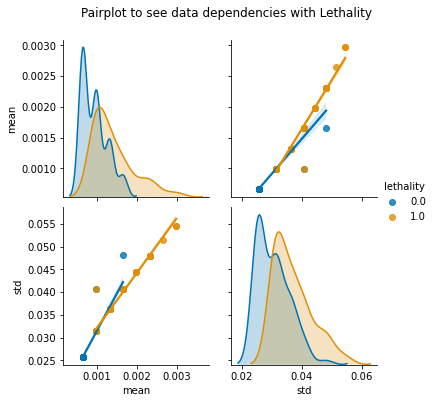 Pairplot to see data dependencies with Lethality
0.0030
0.0025
0.0020
0.0015
0.0010
mean
lethality
0.0
1.0
0.055
0.050
0.045
0.040
0.035
0.030
0.025
std
0.001 0.002 0.003
mean
0.02 0.04 0.06
std